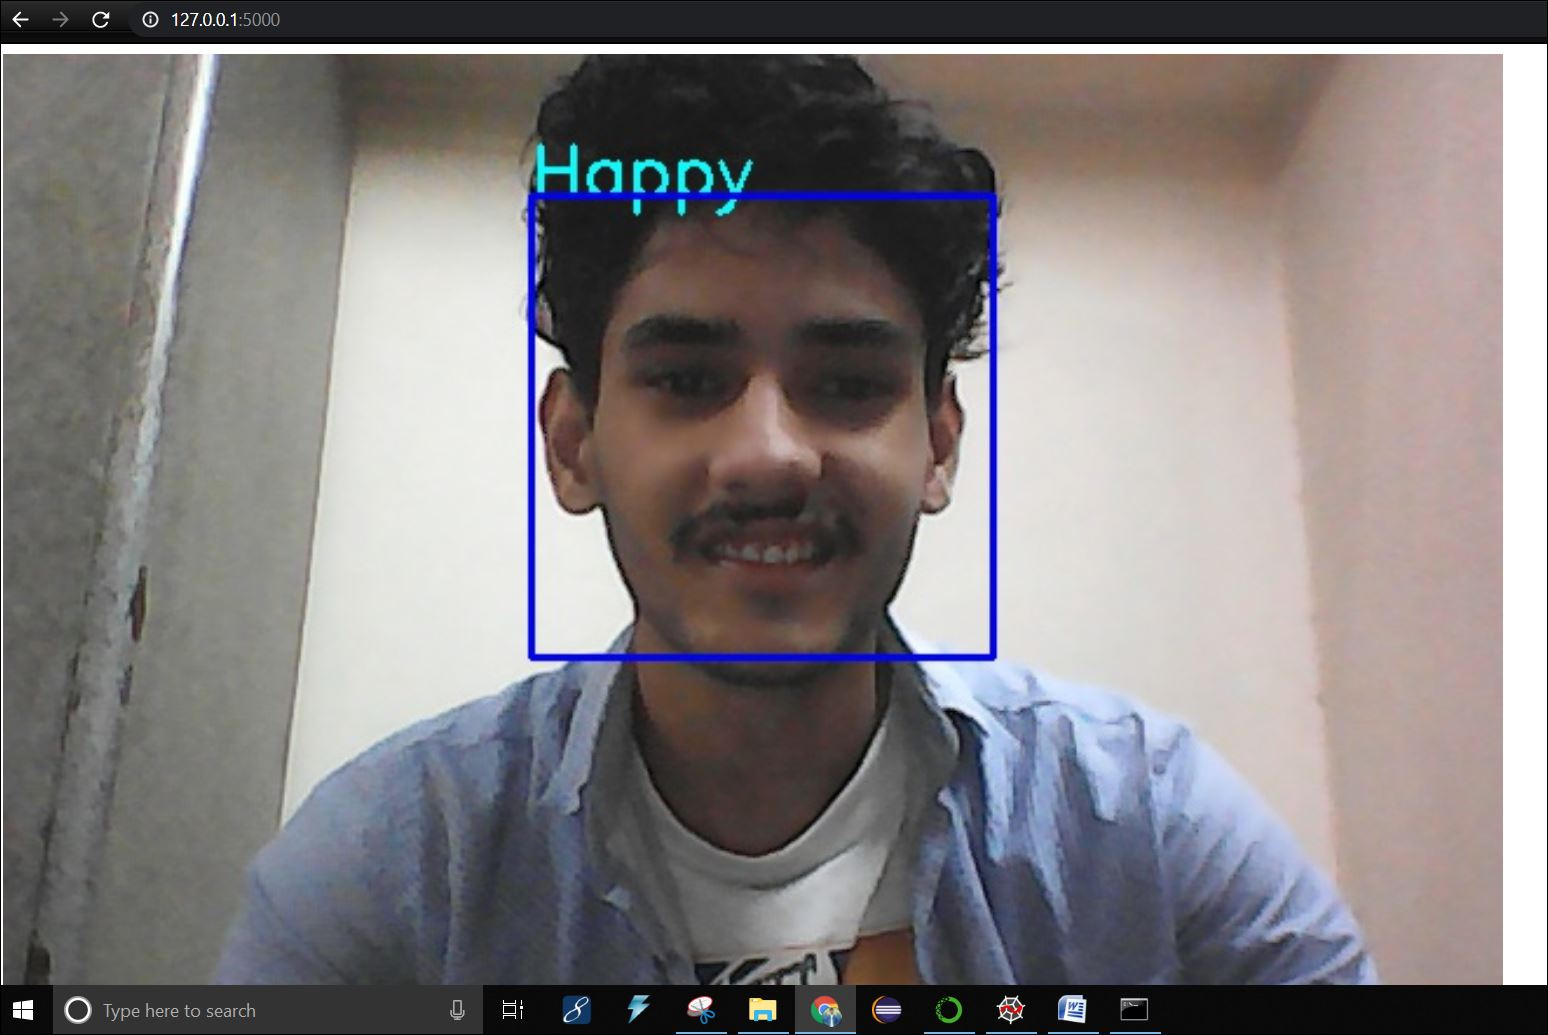 127.0.0.1:5000
Happy
Type here to search